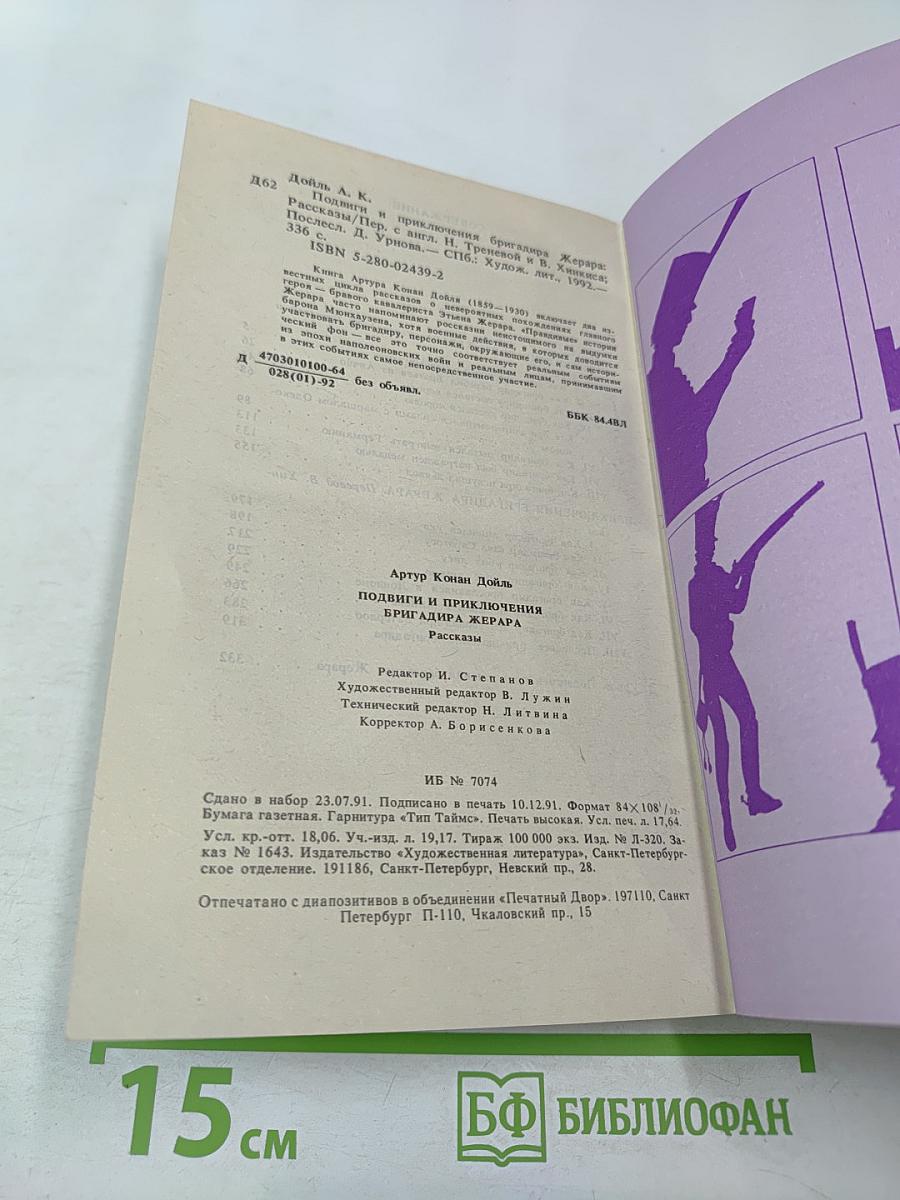 Дойль А. К.
Д62 Подвиги и приключения бригадира Жерара:
Рассказы/Пер. с англ. Н. Треневой и В. Хинкиса;
Послесл. Д. Урнова.— СПб.: Худож. лит., 1992.—
336 с.
ISBN 5-280-02439-2
Книга Артура Конан Дойля (1859—1930) включает два из-
вестных цикла рассказов о невероятных похождениях главного
героя — бравого кавалериста Этьена Жерара. «Правдивые» истории
Жерара часто напоминают россказни неистощимого на выдумки
барона Мюнхаузена, хотя военные действия, в которых доводится
участвовать бригадиру, персонажи, окружающие его, и сам истори-
ческий фон — все это точно соответствует реальным событиям
из эпохи наполеоновских войн и реальным лицам, принимавшим
в этих событиях самое непосредственное участие.
Д 4703010100-64
028(01)-92 без объявл.
ББК 84.4ВЛ
Артур Конан Дойль
ПОДВИГИ И ПРИКЛЮЧЕНИЯ
БРИГАДИРА ЖЕРАРА
Рассказы
Редактор И. Степанов
Художественный редактор В. Лужин
Технический редактор Н. Литвина
Корректор А. Борисенкова
ИБ № 7074
Сдано в набор 23.07.91. Подписано в печать 10.12.91. Формат 84×108¹/₃₂.
Бумага газетная. Гарнитура «Тип Таймс». Печать высокая. Усл. печ. л. 17,64.
Усл. кр.-отт. 18,06. Уч.-изд. л. 19,17. Тираж 100 000 экз. Изд. № Л-320. За-
каз № 1643. Издательство «Художественная литература», Санкт-Петербург-
ское отделение. 191186, Санкт-Петербург, Невский пр., 28.
Отпечатано с диапозитивов в объединении «Печатный Двор». 197110, Санкт
Петербург П-110, Чкаловский пр., 15
15 см
БФ БИБЛИОФАН